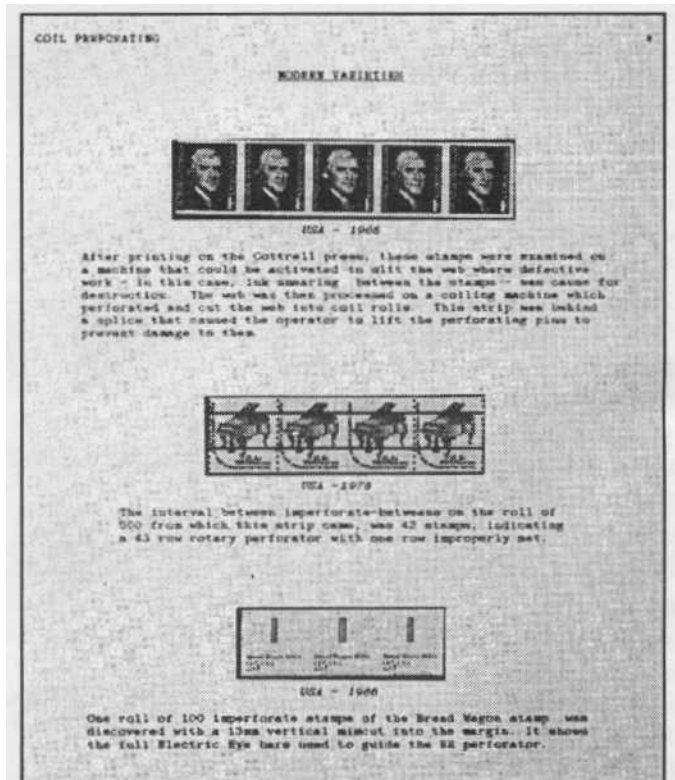 COIL PERFORATING
MODERN VARIETIES
USA - 1968
After printing on the Cottrell press, these stamps were examined on
a machine that could be activated to slit the web where defective
work - in this case, ink smearing between the stamps -- was cause for
destruction. The web was then processed on a coiling machine which
perforated and cut the web into coil rolls. This strip was behind
a splice that caused the operator to lift the perforating pins to
prevent damage to them
USA -1978
The interval between imperforate-betweens on the roll of
500 from which this strip came, was 42 stamps, indicating
a 43 row rotary perforator with one row improperly set.
USA - 1986
One roll of 100 imperforate stamps of the Bread Wagon stamp was
discovered with a 13mm vertical miscut into the margin. It shows
the full Electric Eye bars used to guide the EE perforator.